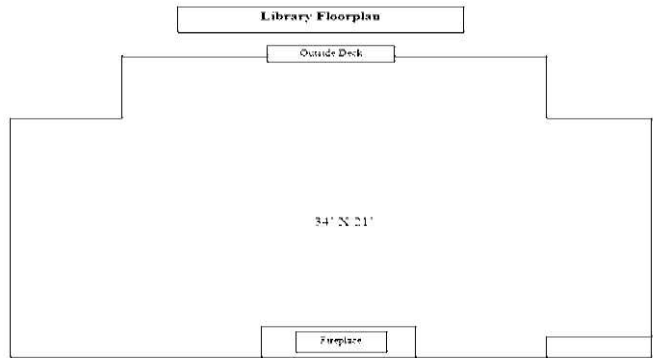 Library Floorplan
Outside Deck
34' X 21'
Fireplace